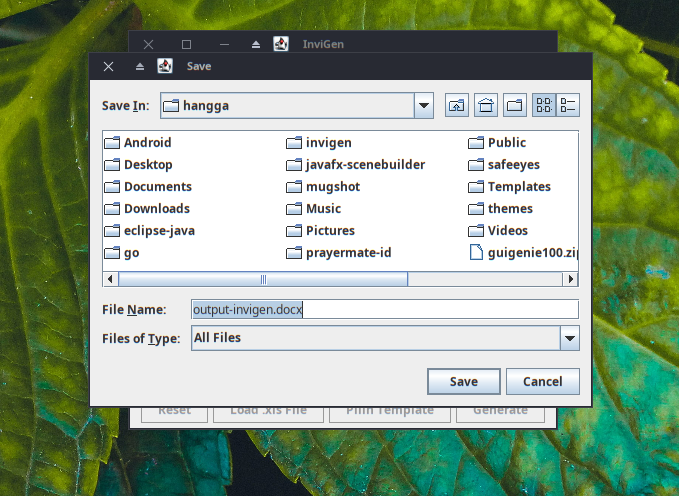 InviGen
Save
Save In: hangga
Android invigen Public
Desktop javafx-scenebuilder safeeyes
Documents mugshot Templates
Downloads Music themes
eclipse-java Pictures Videos
go prayermate-id guigenie100.zip
File Name: output-invigen.docx
Files of Type: All Files
Save Cancel
Reset Load .xls File Pilih Template Generate